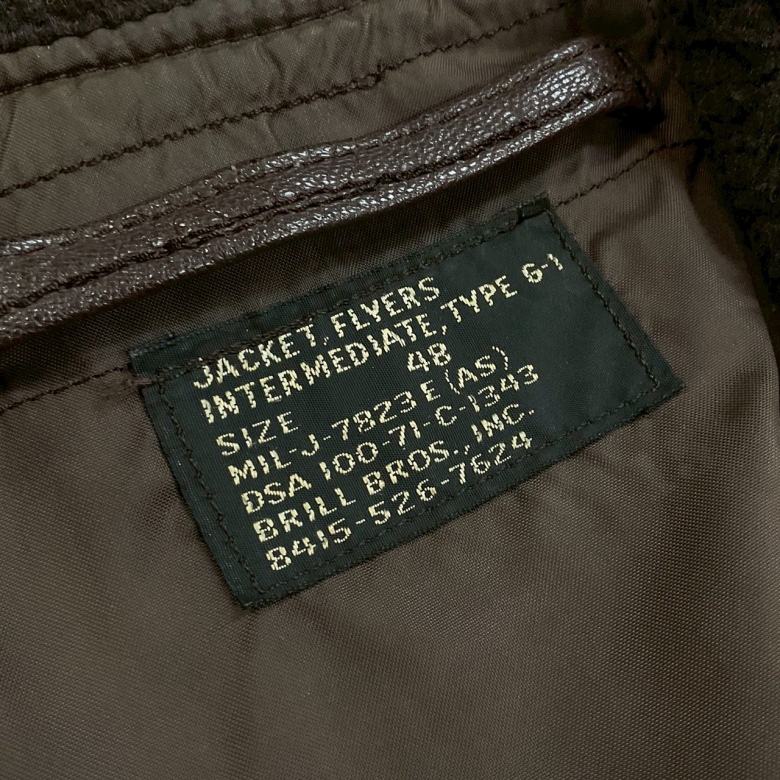 JACKET, FLYERS
INTERMEDIATE, TYPE G-1
SIZE 48
MIL-J-7823E(AS)
DSA 100-71-C-1343
BRILL BROS., INC.
8415-526-7624